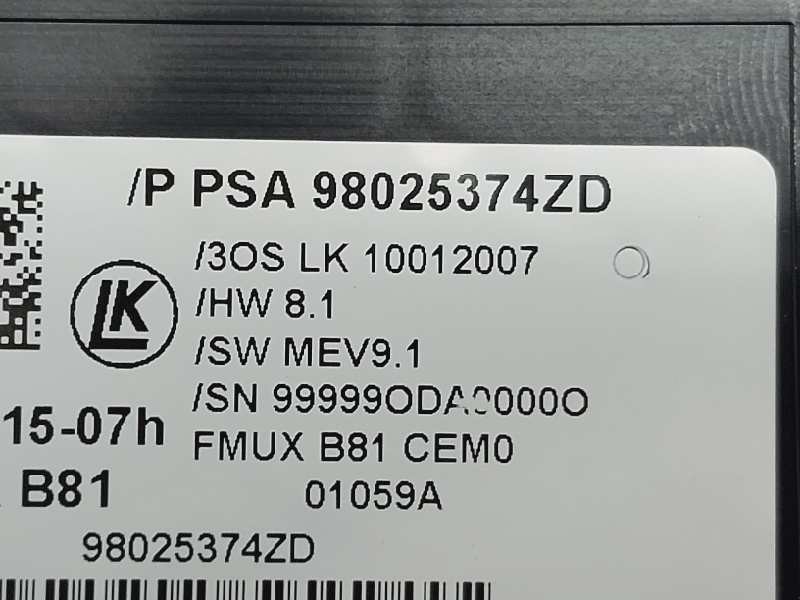 /P PSA 98025374ZD
/3OS LK 10012007
LK
/HW 8.1
/SW MEV9.1
/SN
15-07h
FMUX B81 CEM0
B81
01059A
98025374ZD